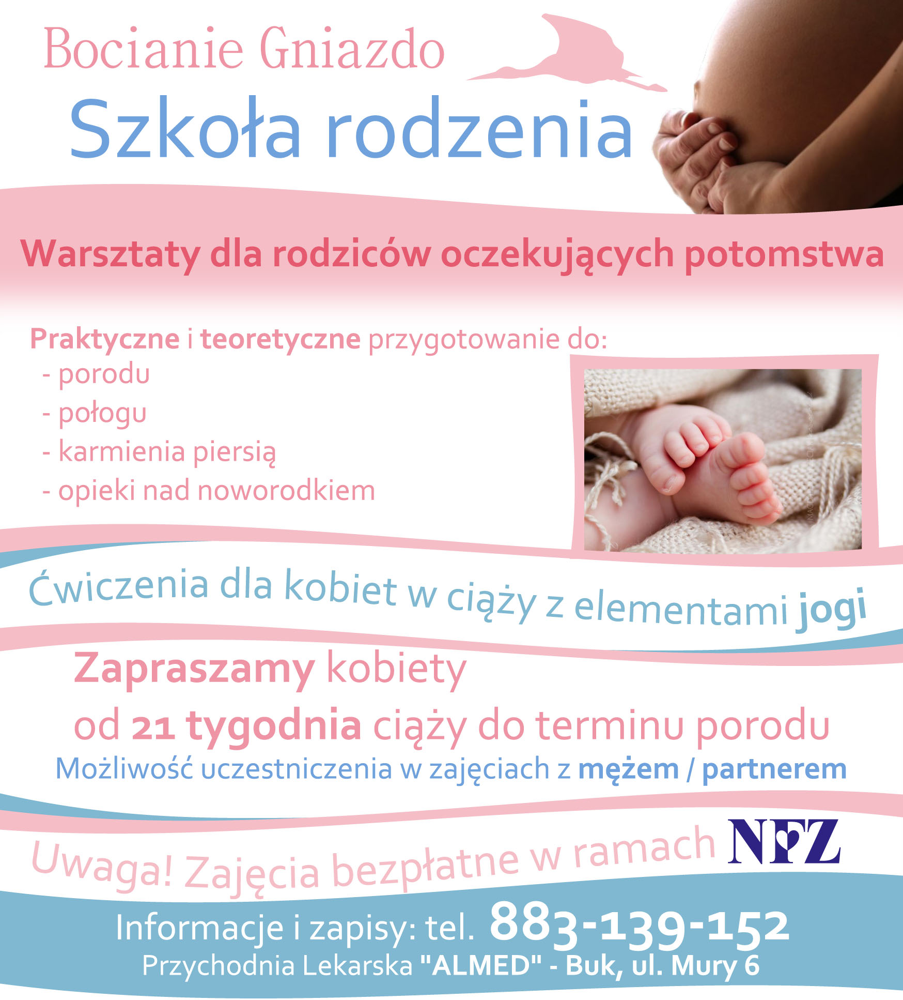 Bocianie Gniazdo
Szkoła rodzenia
Warsztaty dla rodziców oczekujących potomstwa
Praktyczne i teoretyczne przygotowanie do:
- porodu
- połogu
- karmienia piersią
- opieki nad noworodkiem
Ćwiczenia dla kobiet w ciąży z elementami jogi
Zapraszamy kobiety
od 21 tygodnia ciąży do terminu porodu
Możliwość uczestniczenia w zajęciach z mężem / partnerem
Uwaga! Zajęcia bezpłatne w ramach NFZ
Informacje i zapisy: tel. 883-139-152
Przychodnia Lekarska "ALMED" - Buk, ul. Mury 6